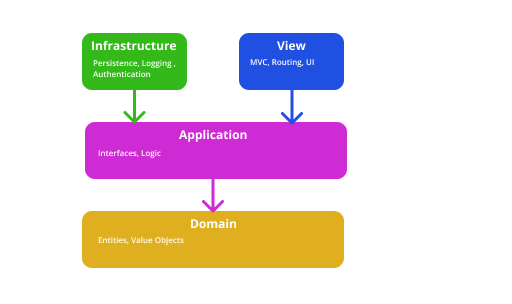 Infrastructure
Persistence, Logging ,
Authentication
View
MVC, Routing, UI
Application
Interfaces, Logic
Domain
Entities, Value Objects